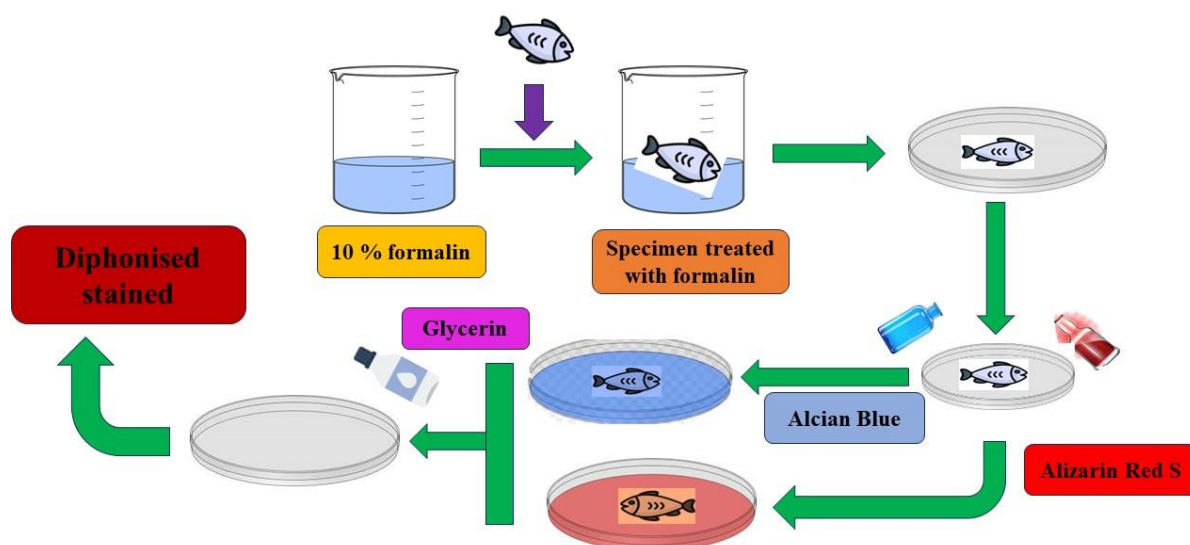 10 % formalin
Specimen treated
with formalin
Diphonised
stained
Glycerin
Alcian Blue
Alizarin Red S